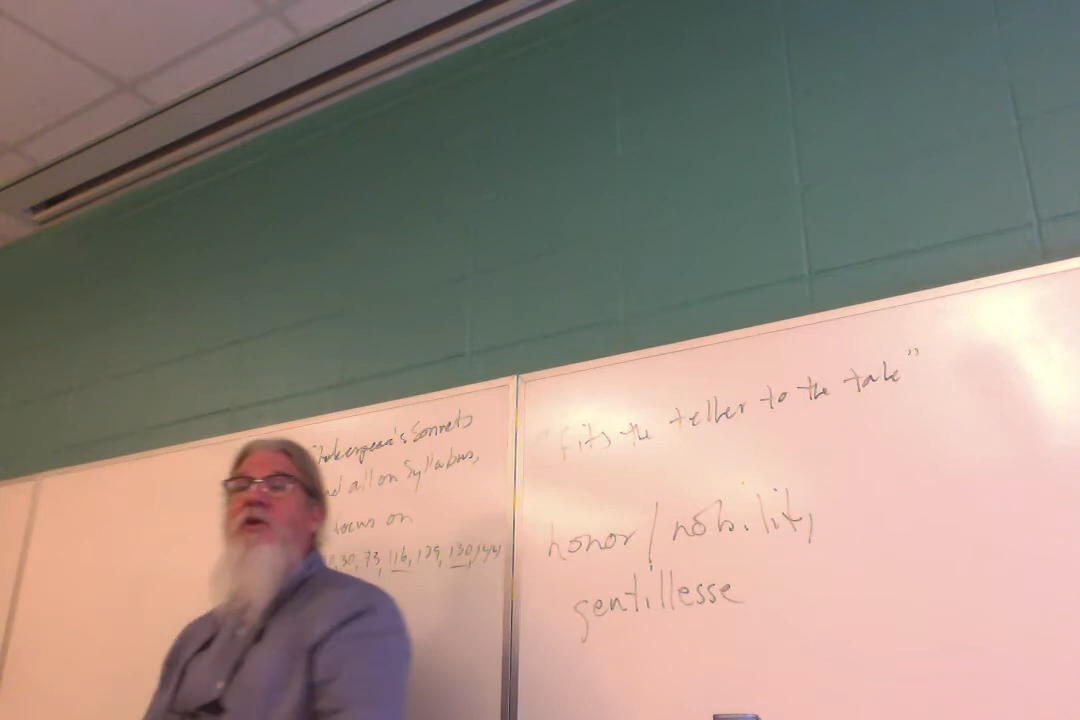 Shakespeare's Sonnets
all on Syllabus,
focus on
30, 73, 116, 129, 130, 144
"fits the teller to the tale"
honor/nobility
gentillesse